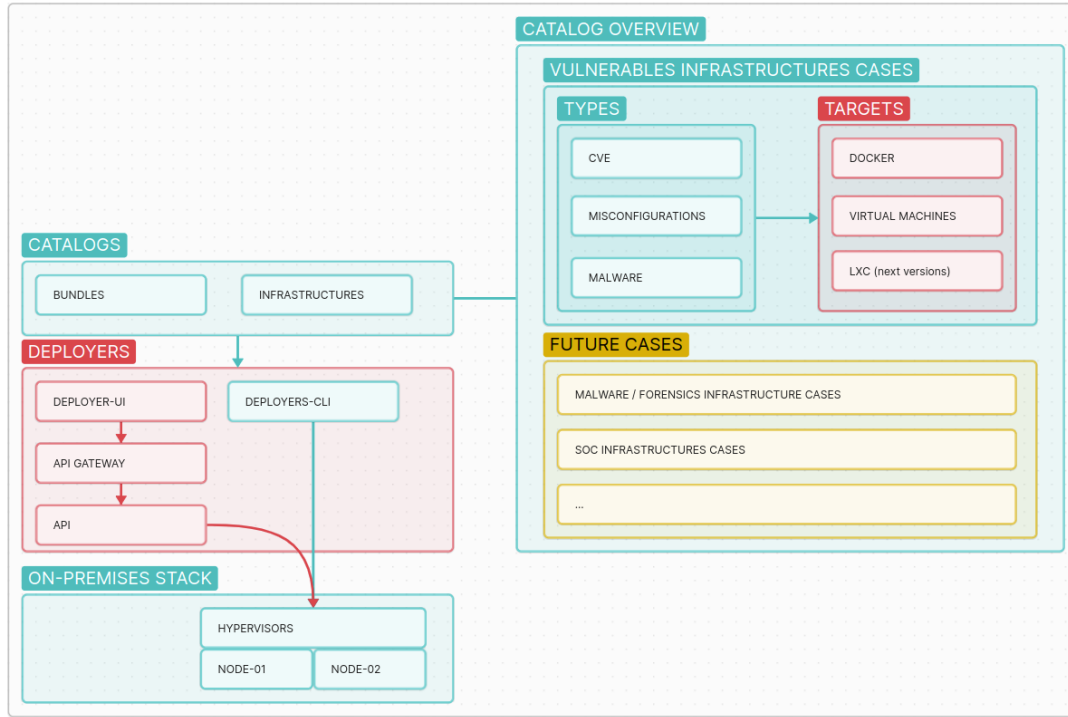 CATALOG OVERVIEW
VULNERABLES INFRASTRUCTURES CASES
TYPES
TARGETS
CVE
DOCKER
MISCONFIGURATIONS
VIRTUAL MACHINES
MALWARE
LXC (next versions)
CATALOGS
BUNDLES
INFRASTRUCTURES
DEPLOYERS
DEPLOYER-UI
DEPLOYERS-CLI
API GATEWAY
API
FUTURE CASES
MALWARE / FORENSICS INFRASTRUCTURE CASES
SOC INFRASTRUCTURES CASES
...
ON-PREMISES STACK
HYPERVISORS
NODE-01
NODE-02